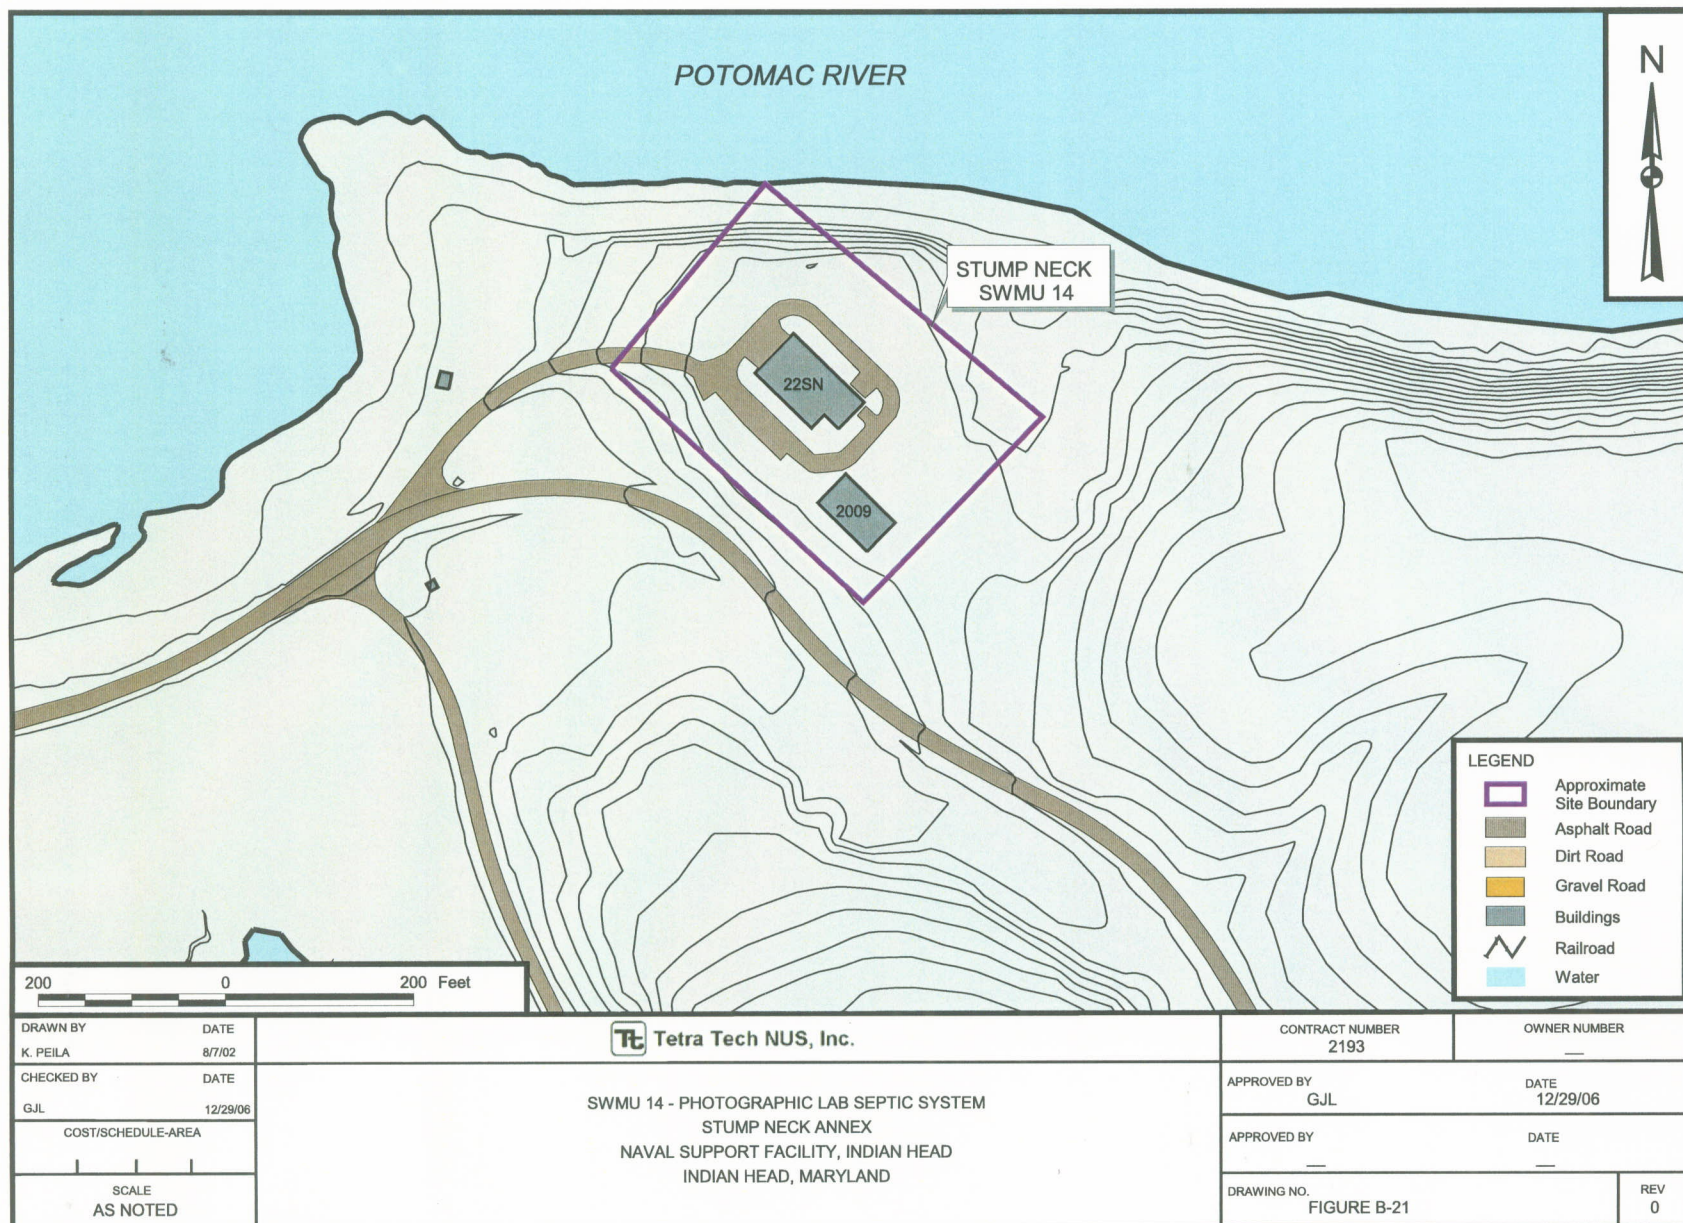 POTOMAC RIVER
N
STUMP NECK
SWMU 14
22SN
2009
LEGEND
Approximate
Site Boundary
Asphalt Road
Dirt Road
Gravel Road
Buildings
Railroad
Water
200 0 200 Feet
DRAWN BY DATE
K. PEILA 8/7/02
CHECKED BY DATE
GJL 12/29/06
COST/SCHEDULE-AREA
SCALE
AS NOTED
Tt Tetra Tech NUS, Inc.
SWMU 14 - PHOTOGRAPHIC LAB SEPTIC SYSTEM
STUMP NECK ANNEX
NAVAL SUPPORT FACILITY, INDIAN HEAD
INDIAN HEAD, MARYLAND
CONTRACT NUMBER
2193
OWNER NUMBER
—
APPROVED BY DATE
GJL 12/29/06
APPROVED BY DATE
— —
DRAWING NO.
FIGURE B-21
REV
0